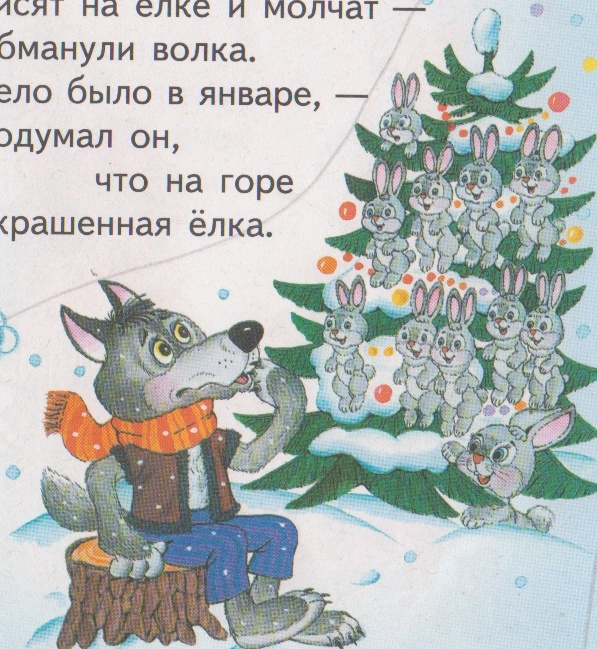 исят на ёлке и молчат —
бманули волка.
ело было в январе, —
одумал он,
что на горе
крашенная ёлка.